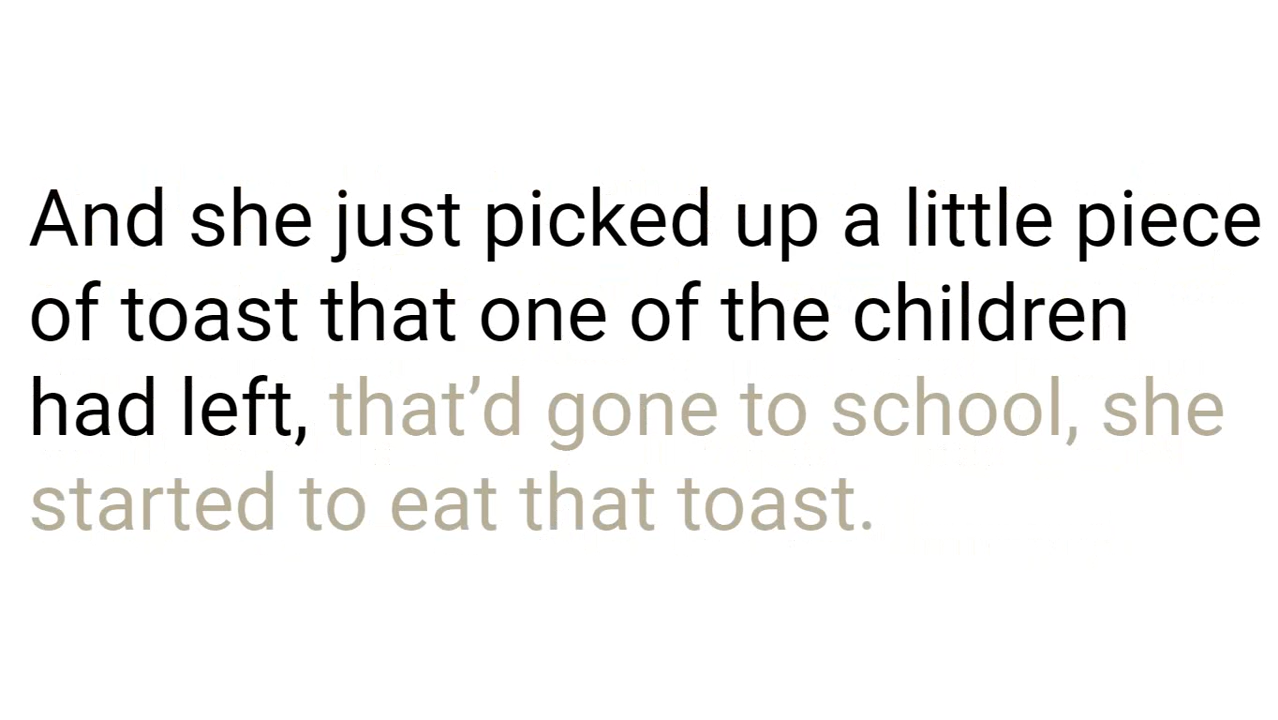 And she just picked up a little piece
of toast that one of the children
had left, that’d gone to school, she
started to eat that toast.